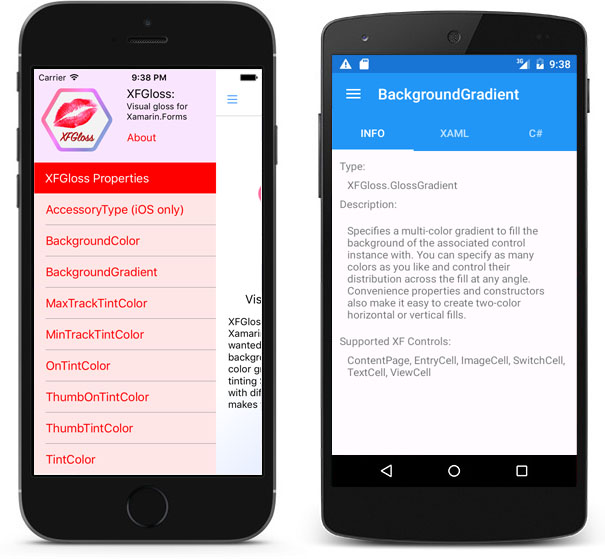 Carrier 9:38 PM
XFGloss
XFGloss:
Visual gloss for
Xamarin.Forms
About
XFGloss Properties
AccessoryType (iOS only)
BackgroundColor
BackgroundGradient
MaxTrackTintColor
MinTrackTintColor
OnTintColor
ThumbOnTintColor
ThumbTintColor
TintColor
Vis
XFGloss
Xamarin
wanted
backgro
color gr
tinting
with dif
makes
3G 9:38
BackgroundGradient
INFO XAML C#
Type:
XFGloss.GlossGradient
Description:
Specifies a multi-color gradient to fill the
background of the associated control
instance with. You can specify as many
colors as you like and control their
distribution across the fill at any angle.
Convenience properties and constructors
also make it easy to create two-color
horizontal or vertical fills.
Supported XF Controls:
ContentPage, EntryCell, ImageCell, SwitchCell,
TextCell, ViewCell